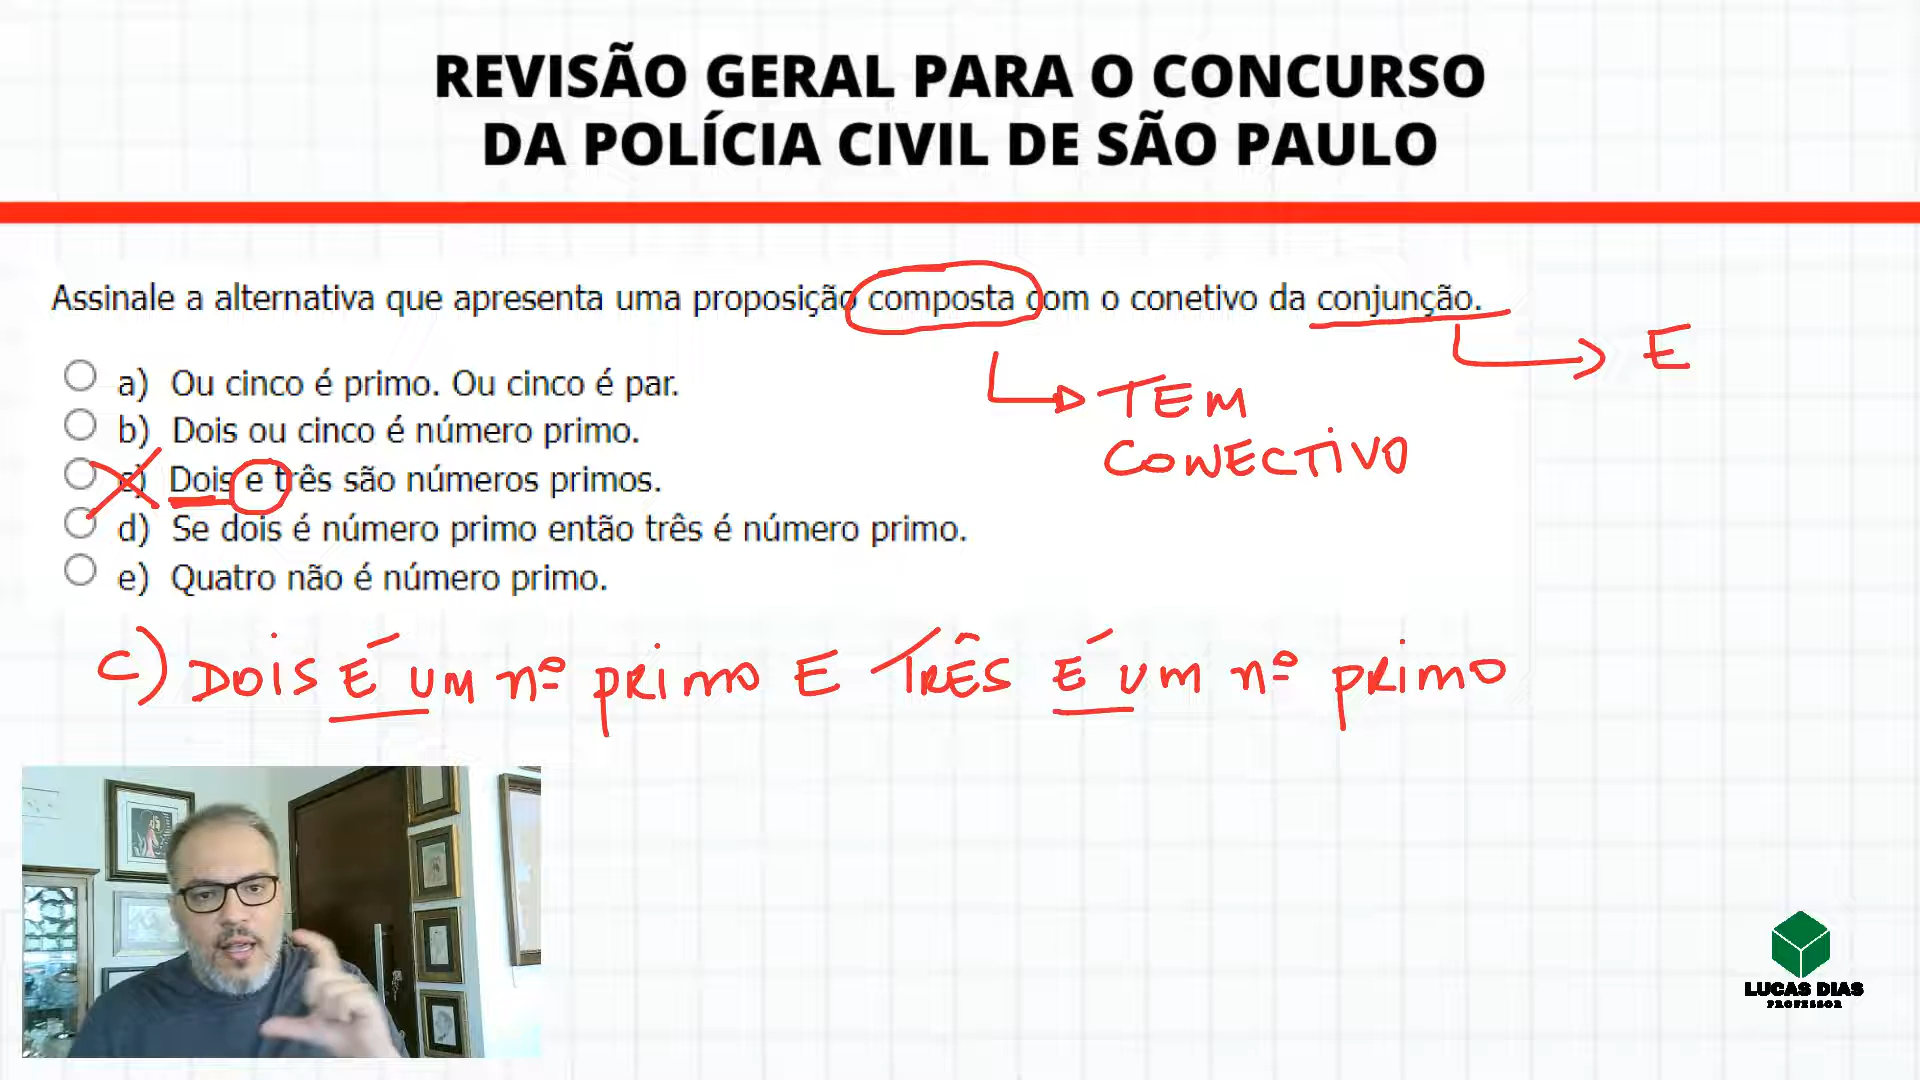 REVISÃO GERAL PARA O CONCURSO
DA POLÍCIA CIVIL DE SÃO PAULO
Assinale a alternativa que apresenta uma proposição composta com o conetivo da conjunção.
E
a) Ou cinco é primo. Ou cinco é par.
TEM
b) Dois ou cinco é número primo.
CONECTIVO
c) Dois e três são números primos.
d) Se dois é número primo então três é número primo.
e) Quatro não é número primo.
C) DOIS É UM nº primo E TRÊS É UM nº primo
LUCAS DIAS
PROFESSOR